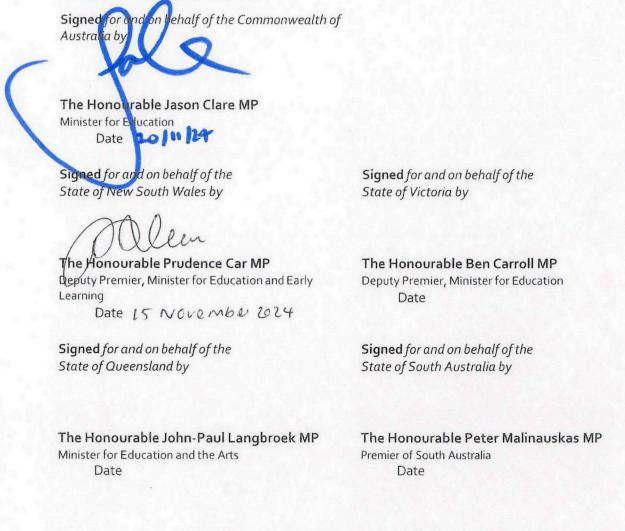 Signed for and on behalf of the Commonwealth of
Australia by
The Honourable Jason Clare MP
Minister for Education
Date 20/11/24
Signed for and on behalf of the
State of New South Wales by
The Honourable Prudence Car MP
Deputy Premier, Minister for Education and Early
Learning
Date 15 November 2024
Signed for and on behalf of the
State of Victoria by
The Honourable Ben Carroll MP
Deputy Premier, Minister for Education
Date
Signed for and on behalf of the
State of Queensland by
The Honourable John-Paul Langbroek MP
Minister for Education and the Arts
Date
Signed for and on behalf of the
State of South Australia by
The Honourable Peter Malinauskas MP
Premier of South Australia
Date